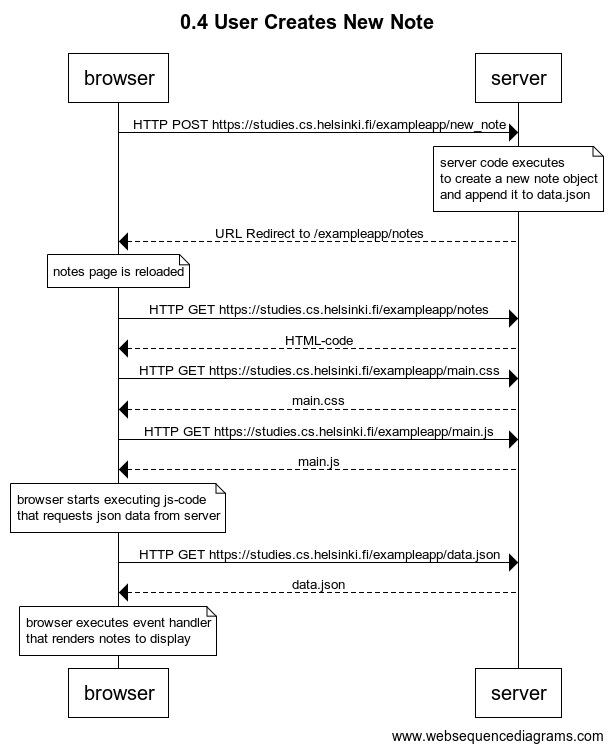 0.4 User Creates New Note
browser
server
HTTP POST https://studies.cs.helsinki.fi/exampleapp/new_note
server code executes
to create a new note object
and append it to data.json
URL Redirect to /exampleapp/notes
notes page is reloaded
HTTP GET https://studies.cs.helsinki.fi/exampleapp/notes
HTML-code
HTTP GET https://studies.cs.helsinki.fi/exampleapp/main.css
main.css
HTTP GET https://studies.cs.helsinki.fi/exampleapp/main.js
main.js
browser starts executing js-code
that requests json data from server
HTTP GET https://studies.cs.helsinki.fi/exampleapp/data.json
data.json
browser executes event handler
that renders notes to display
browser
server
www.websequencediagrams.com